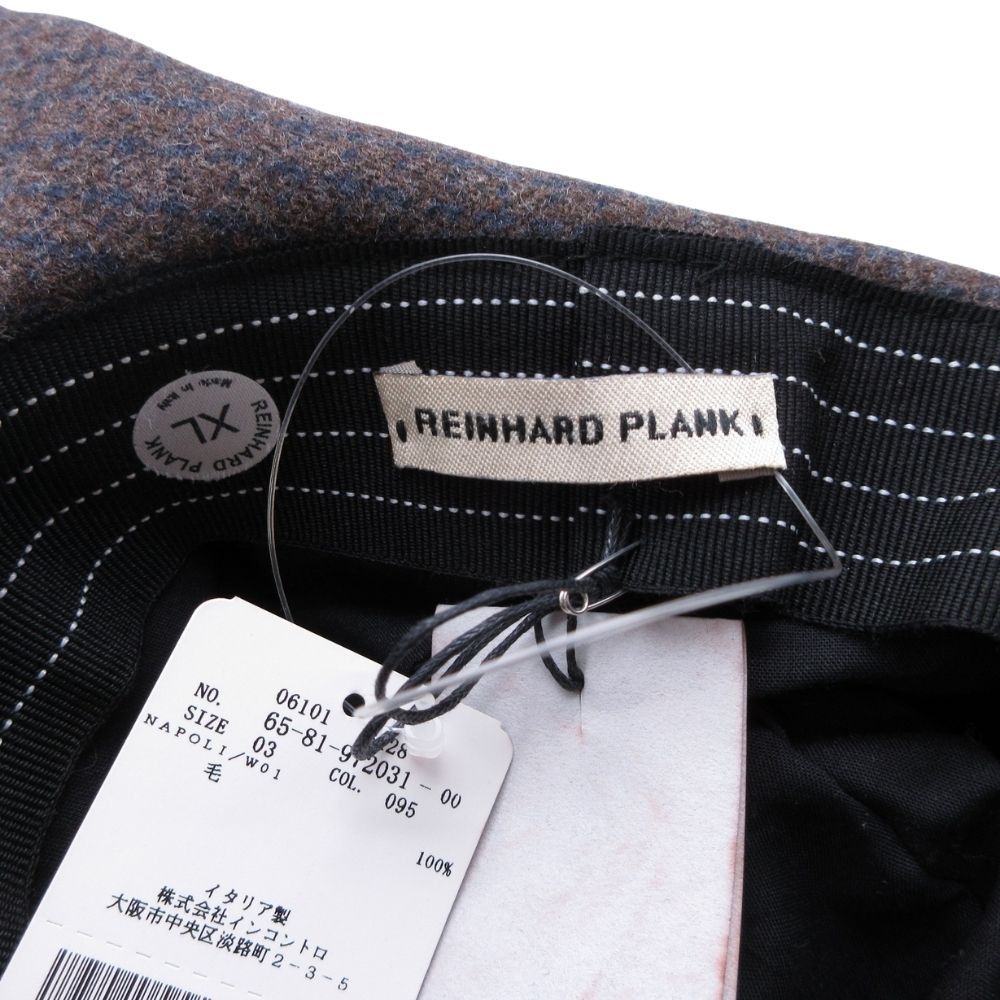 REINHARD PLANK
REINHARD PLANK
XL
Made in Italy
NO. 06101 28
65-81-972031-00
SIZE 03 COL. 095
NAPOLI/W01
毛 100%
イタリア製
株式会社インコントロ
大阪市中央区淡路町2-3-5